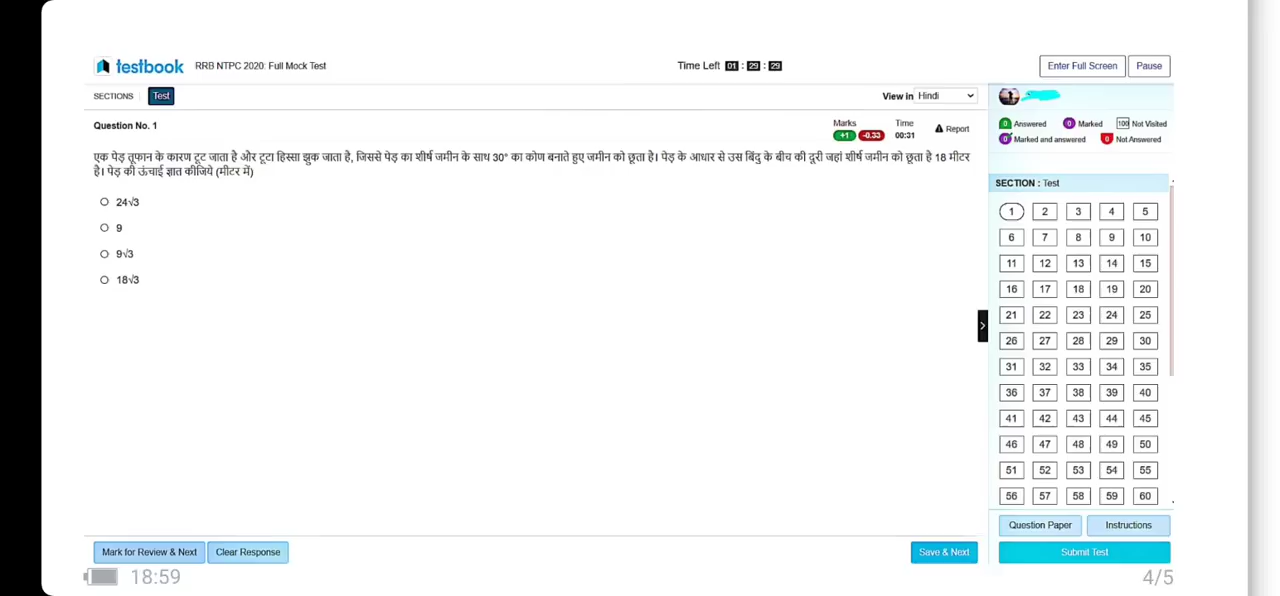 testbook RRB NTPC 2020: Full Mock Test Time Left 01 : 29 : 29 Enter Full Screen Pause
SECTIONS Test View in Hindi
Question No. 1 Marks +1 -0.33 Time 00:31 Report
एक पेड़ तूफ़ान के कारण टूट जाता है और टूटा हिस्सा झुक जाता है, जिससे पेड़ का शीर्ष जमीन के साथ 30° का कोण बनाते हुए जमीन को छूता है। पेड़ के आधार से उस बिंदु के बीच की दूरी जहां शीर्ष जमीन को छूता है 18 मीटर
है। पेड़ की ऊंचाई ज्ञात कीजिये (मीटर में)
24√3
9
9√3
18√3
0 Answered 0 Marked 100 Not Visited
0 Marked and answered 0 Not Answered
SECTION : Test
1 2 3 4 5
6 7 8 9 10
11 12 13 14 15
16 17 18 19 20
21 22 23 24 25
26 27 28 29 30
31 32 33 34 35
36 37 38 39 40
41 42 43 44 45
46 47 48 49 50
51 52 53 54 55
56 57 58 59 60
Question Paper Instructions
Mark for Review & Next Clear Response Save & Next Submit Test
18:59 4/5